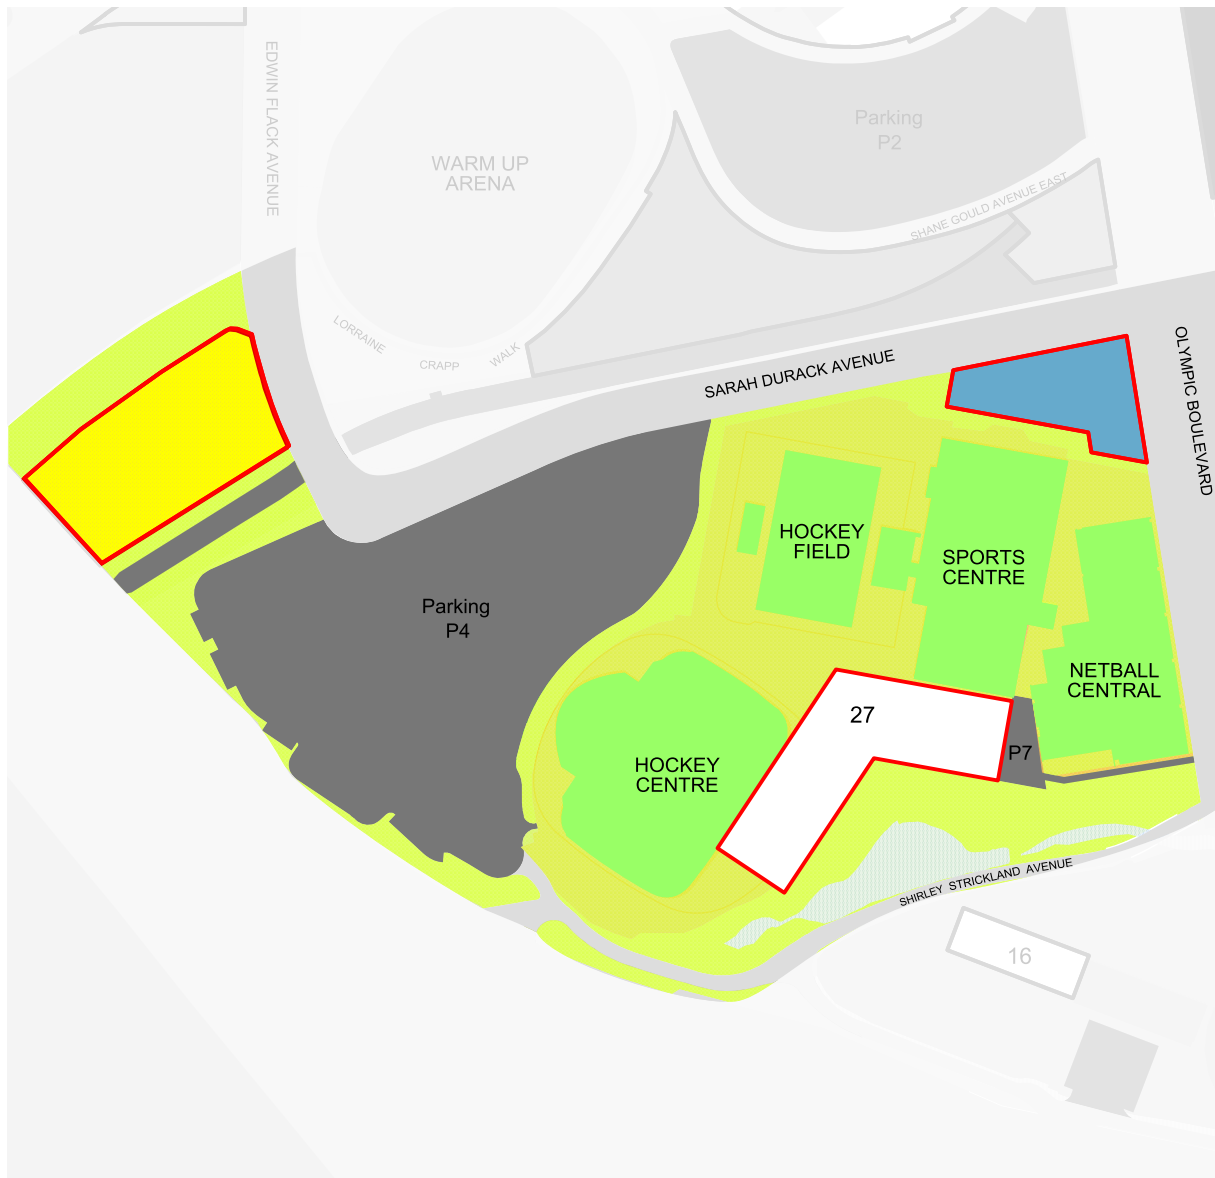 EDWIN FLACK AVENUE
WARM UP
ARENA
Parking
P2
SHANE GOULD AVENUE EAST
LORRAINE
CRAPP
WALK
SARAH DURACK AVENUE
OLYMPIC BOULEVARD
HOCKEY
FIELD
SPORTS
CENTRE
Parking
P4
NETBALL
CENTRAL
27
P7
HOCKEY
CENTRE
SHIRLEY STRICKLAND AVENUE
16